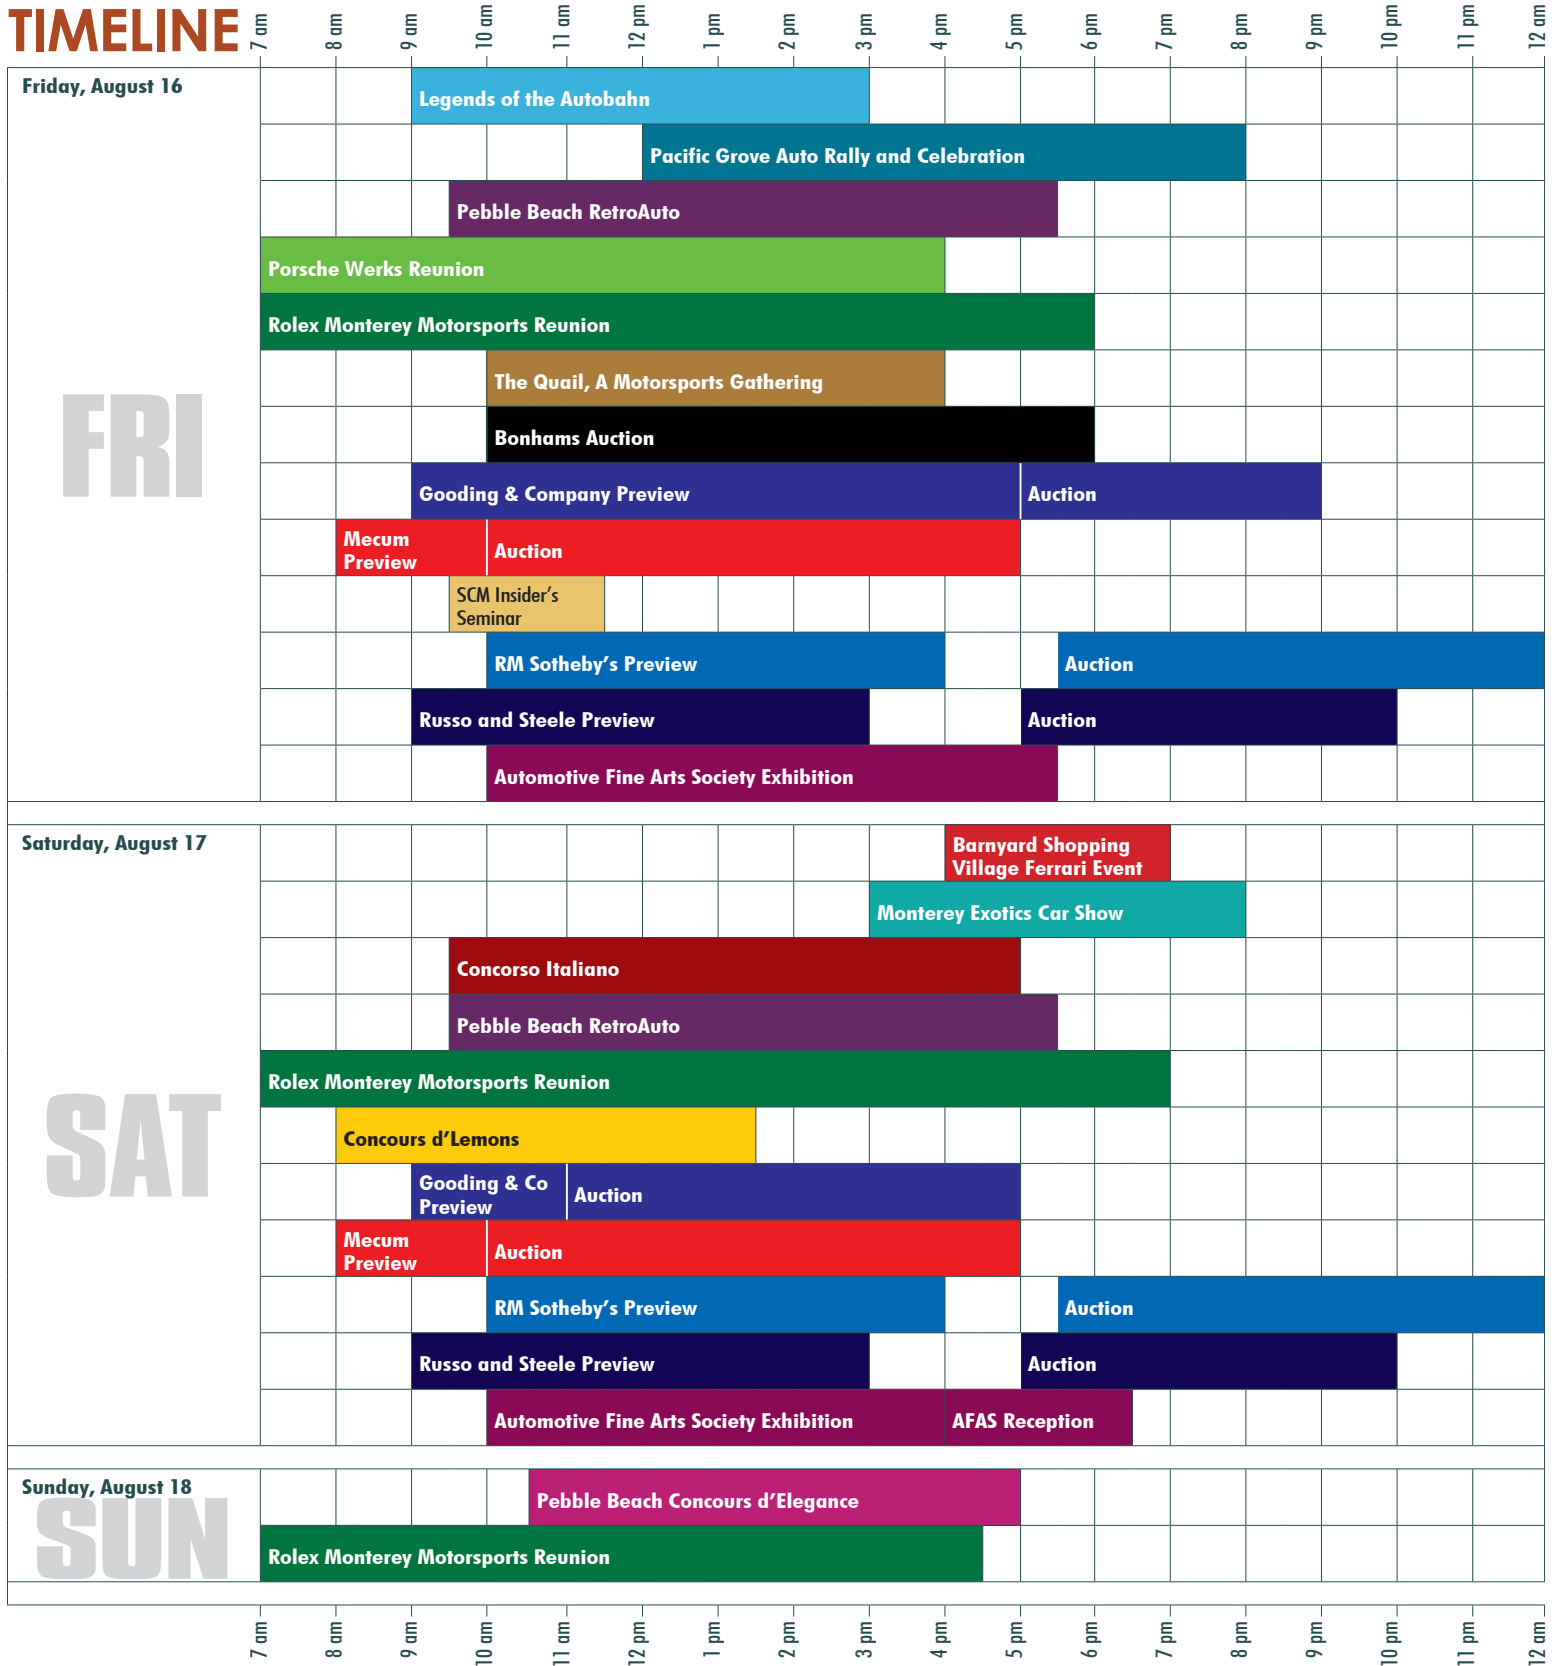 TIMELINE
7 am 8 am 9 am 10 am 11 am 12 pm 1 pm 2 pm 3 pm 4 pm 5 pm 6 pm 7 pm 8 pm 9 pm 10 pm 11 pm 12 am
Friday, August 16
FRI
Legends of the Autobahn
Pacific Grove Auto Rally and Celebration
Pebble Beach RetroAuto
Porsche Werks Reunion
Rolex Monterey Motorsports Reunion
The Quail, A Motorsports Gathering
Bonhams Auction
Gooding & Company Preview Auction
Mecum
Preview
Auction
SCM Insider’s
Seminar
RM Sotheby’s Preview Auction
Russo and Steele Preview Auction
Automotive Fine Arts Society Exhibition
Saturday, August 17
SAT
Barnyard Shopping
Village Ferrari Event
Monterey Exotics Car Show
Concorso Italiano
Pebble Beach RetroAuto
Rolex Monterey Motorsports Reunion
Concours d’Lemons
Gooding & Co
Preview
Auction
Mecum
Preview
Auction
RM Sotheby’s Preview Auction
Russo and Steele Preview Auction
Automotive Fine Arts Society Exhibition AFAS Reception
Sunday, August 18
SUN
Pebble Beach Concours d’Elegance
Rolex Monterey Motorsports Reunion
7 am 8 am 9 am 10 am 11 am 12 pm 1 pm 2 pm 3 pm 4 pm 5 pm 6 pm 7 pm 8 pm 9 pm 10 pm 11 pm 12 am